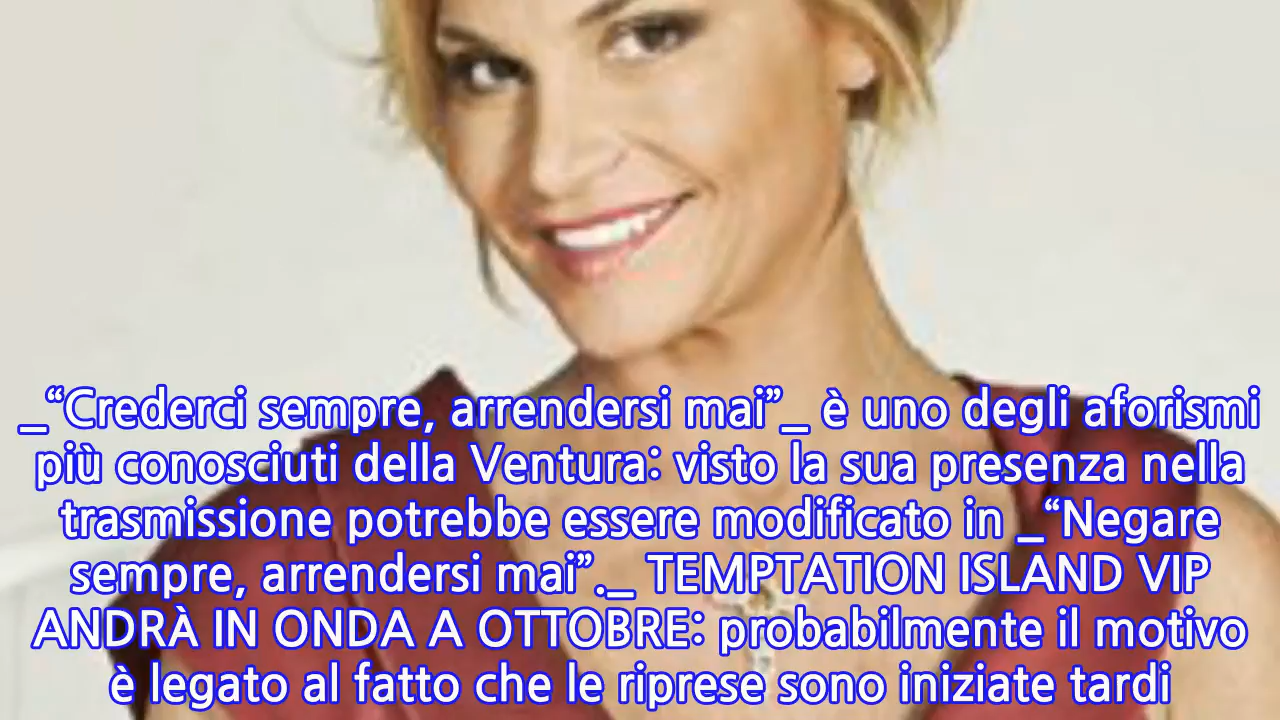 _“Crederci sempre, arrendersi mai”_ è uno degli aforismi
più conosciuti della Ventura: visto la sua presenza nella
trasmissione potrebbe essere modificato in _“Negare
sempre, arrendersi mai”._ TEMPTATION ISLAND VIP
ANDRÀ IN ONDA A OTTOBRE: probabilmente il motivo
è legato al fatto che le riprese sono iniziate tardi